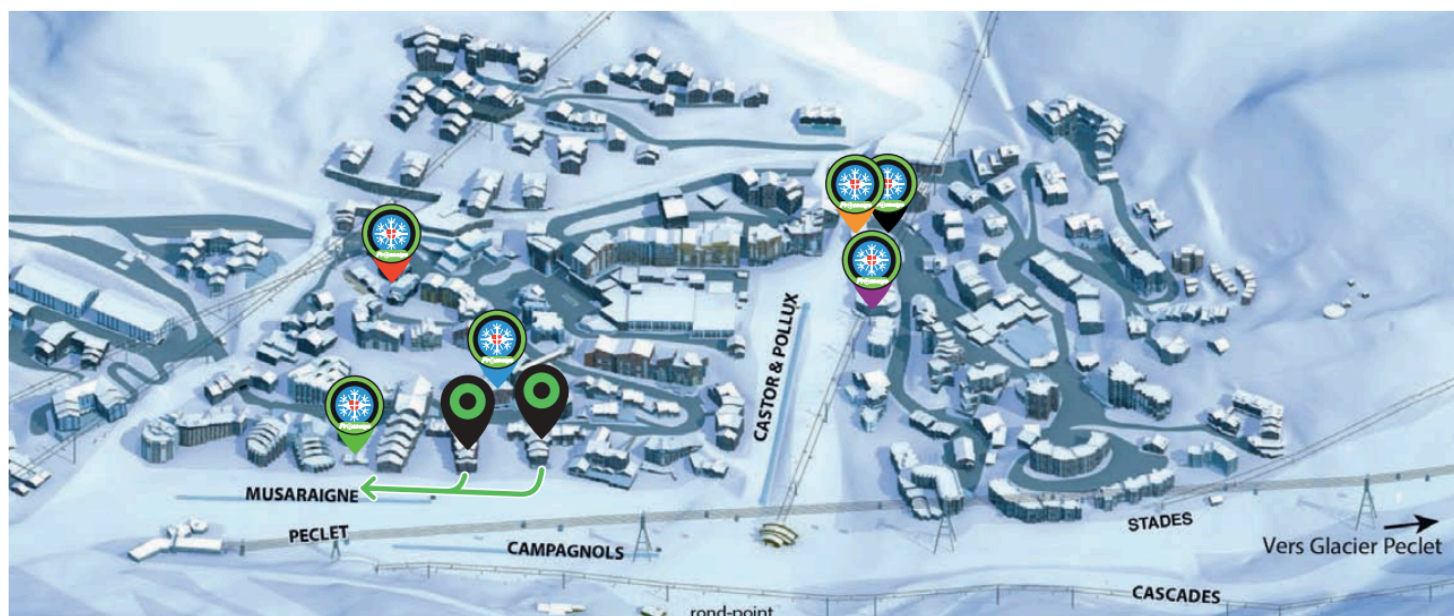 CASTOR & POLLUX
MUSARAIGNE
PECLET
CAMPAGNOLS
STADES
Vers Glacier Peclet
CASCADES
rond-point